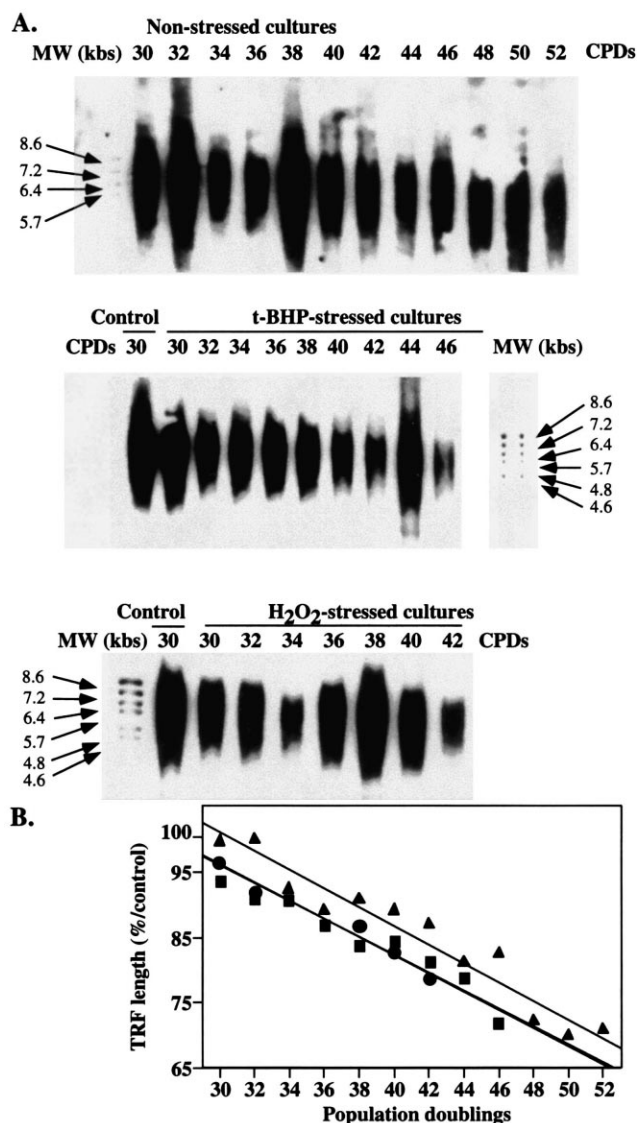 A.
Non-stressed cultures
MW (kbs) 30 32 34 36 38 40 42 44 46 48 50 52 CPDs
8.6
7.2
6.4
5.7
Control t-BHP-stressed cultures
CPDs 30 30 32 34 36 38 40 42 44 46 MW (kbs)
8.6
7.2
6.4
5.7
4.8
4.6
Control H2O2-stressed cultures
MW (kbs) 30 30 32 34 36 38 40 42 CPDs
8.6
7.2
6.4
5.7
4.8
4.6
B.
TRF length (%/control)
100
95
85
75
65
30 32 34 36 38 40 42 44 46 48 50 52
Population doublings